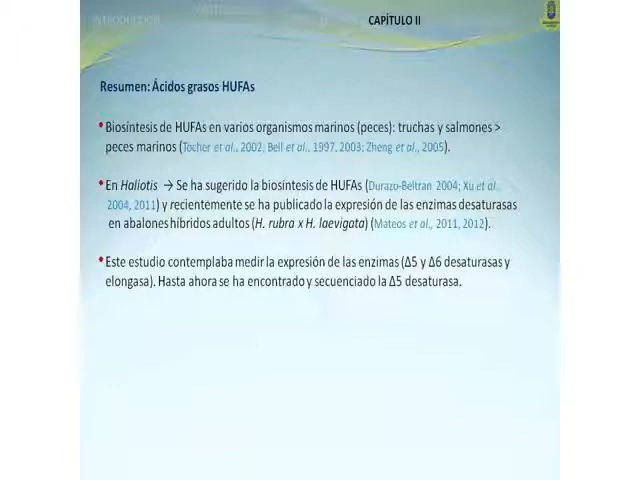 INTRODUCCIÓN
CAPÍTULO II
Resumen: Ácidos grasos HUFAs
Biosíntesis de HUFAs en varios organismos marinos (peces): truchas y salmones >
peces marinos (Tocher et al., 2002; Bell et al., 1997, 2003; Zheng et al., 2005).
En Haliotis → Se ha sugerido la biosíntesis de HUFAs (Durazo-Beltran 2004; Xu et al.
2004, 2011) y recientemente se ha publicado la expresión de las enzimas desaturasas
en abalones híbridos adultos (H. rubra x H. laevigata) (Mateos et al., 2011, 2012).
Este estudio contemplaba medir la expresión de las enzimas (Δ5 y Δ6 desaturasas y
elongasa). Hasta ahora se ha encontrado y secuenciado la Δ5 desaturasa.